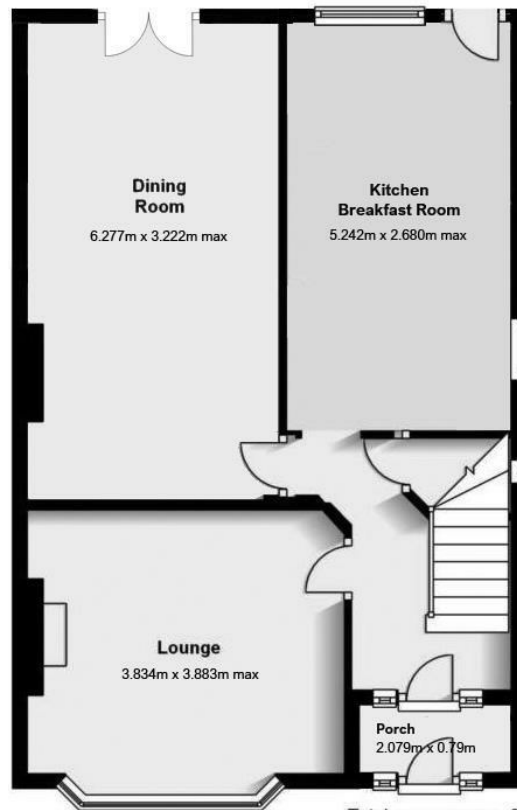 Dining
Room
6.277m x 3.222m max
Kitchen
Breakfast Room
5.242m x 2.680m max
Lounge
3.834m x 3.883m max
Porch
2.079m x 0.79m